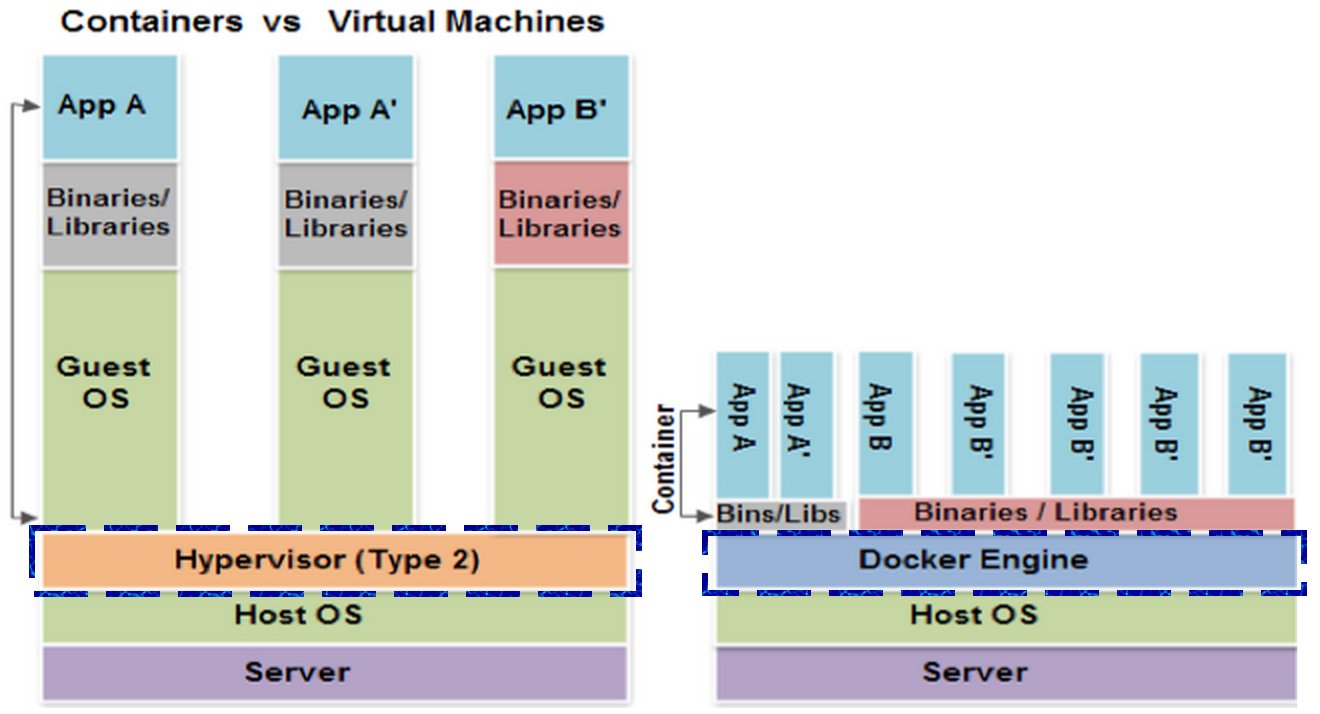 Containers vs Virtual Machines
App A
App A'
App B'
Binaries/
Libraries
Binaries/
Libraries
Binaries/
Libraries
Guest
OS
Guest
OS
Guest
OS
Hypervisor (Type 2)
Host OS
Server
Container
App A
App A'
App B
App B'
App B'
App B'
App B'
Bins/Libs
Binaries / Libraries
Docker Engine
Host OS
Server